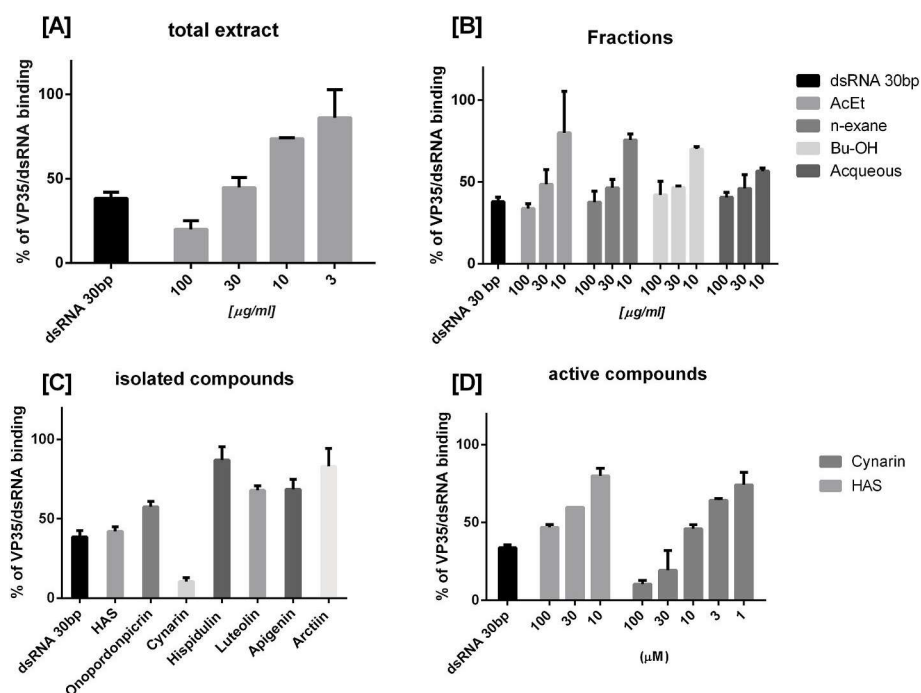 [A]
total extract
% of VP35/dsRNA binding
100
50
0
dsRNA 30bp
100
30
10
3
[µg/ml]
[B]
Fractions
% of VP35/dsRNA binding
100
50
0
dsRNA 30 bp
100
30
10
100
30
10
100
30
10
100
30
10
[µg/ml]
dsRNA 30bp
AcEt
n-exane
Bu-OH
Acqueous
[C]
isolated compounds
% of VP35/dsRNA binding
100
50
0
dsRNA 30bp
HAS
Onopordonpicrin
Cynarin
Hispidulin
Luteolin
Apigenin
Arctiin
[D]
active compounds
% of VP35/dsRNA binding
100
50
0
dsRNA 30bp
100
30
10
100
30
10
3
1
(µM)
Cynarin
HAS